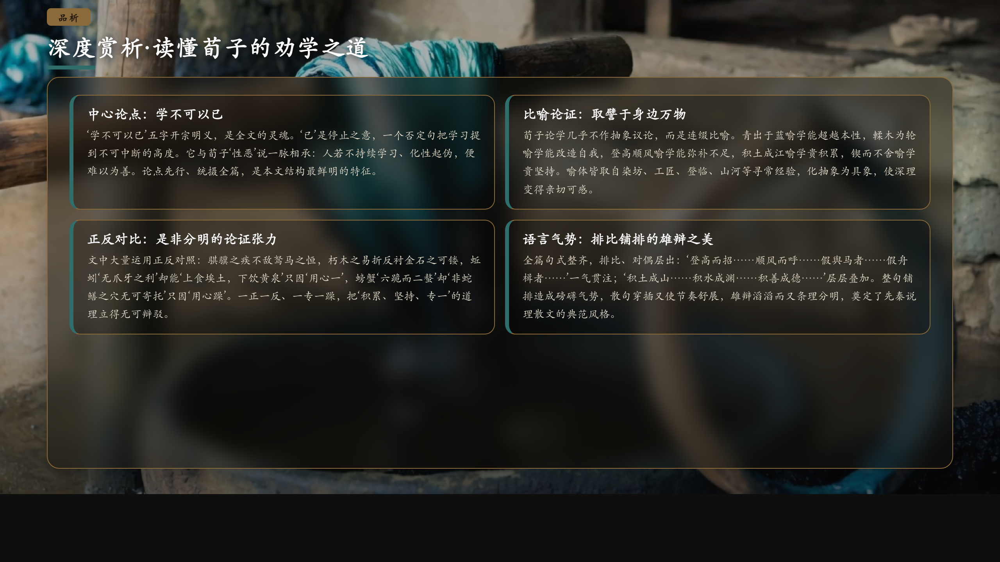 品析
深度赏析·读懂荀子的劝学之道
中心论点：学不可以已
‘学不可以已’五字开宗明义，是全文的灵魂。‘已’是停止之意，一个否定句把学习提
到不可中断的高度。它与荀子‘性恶’说一脉相承：人若不持续学习、化性起伪，便
难以为善。论点先行、统摄全篇，是本文结构最鲜明的特征。
比喻论证：取譬于身边万物
荀子论学几乎不作抽象议论，而是连缀比喻。青出于蓝喻学能超越本性，輮木为轮
喻学能改造自我，登高顺风喻学能弥补不足，积土成江喻学贵积累，锲而不舍喻学
贵坚持。喻体皆取自染坊、工匠、登临、山河等寻常经验，化抽象为具象，使深理
变得亲切可感。
正反对比：是非分明的论证张力
文中大量运用正反对照：骐骥之疾不敌驽马之恒，朽木之易折反衬金石之可镂，蚯
蚓‘无爪牙之利’却能‘上食埃土，下饮黄泉’只因‘用心一’，螃蟹‘六跪而二螯’却‘非蛇
鳝之穴无可寄托’只因‘用心躁’。一正一反、一专一躁，把‘积累、坚持、专一’的道
理立得无可辩驳。
语言气势：排比铺排的雄辩之美
全篇句式整齐，排比、对偶层出：‘登高而招……顺风而呼……假舆马者……假舟
楫者……’一气贯注；‘积土成山……积水成渊……积善成德……’层层叠加。整句铺
排造成磅礴气势，散句穿插又使节奏舒展，雄辩滔滔而又条理分明，奠定了先秦说
理散文的典范风格。